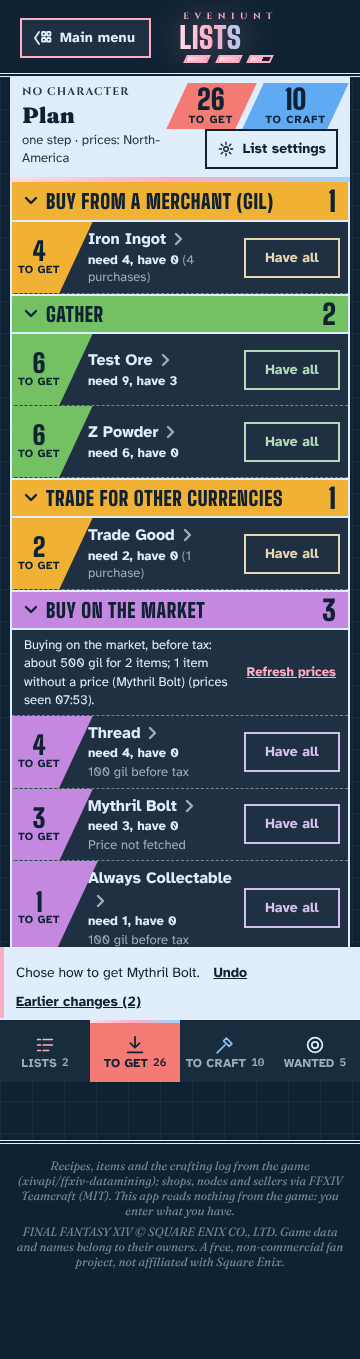 Main menu
EVENIUNT
LISTS
NO CHARACTER
Plan
one step · prices: North-
America
26
TO GET
10
TO CRAFT
List settings
BUY FROM A MERCHANT (GIL) 1
4
TO GET
Iron Ingot
need 4, have 0 (4
purchases)
Have all
GATHER 2
6
TO GET
Test Ore
need 9, have 3
Have all
6
TO GET
Z Powder
need 6, have 0
Have all
TRADE FOR OTHER CURRENCIES 1
2
TO GET
Trade Good
need 2, have 0 (1
purchase)
Have all
BUY ON THE MARKET 3
Buying on the market, before tax:
about 500 gil for 2 items; 1 item
without a price (Mythril Bolt) (prices
seen 07:53).
Refresh prices
4
TO GET
Thread
need 4, have 0
100 gil before tax
Have all
3
TO GET
Mythril Bolt
need 3, have 0
Price not fetched
Have all
1
TO GET
Always Collectable
need 1, have 0
100 gil before tax
Have all
Chose how to get Mythril Bolt. Undo
Earlier changes (2)
LISTS 2
TO GET 26
TO CRAFT 10
WANTED 5
Recipes, items and the crafting log from the game
(xivapi/ffxiv-datamining); shops, nodes and sellers via FFXIV
Teamcraft (MIT). This app reads nothing from the game: you
enter what you have.
FINAL FANTASY XIV © SQUARE ENIX CO., LTD. Game data
and names belong to their owners. A free, non-commercial fan
project, not affiliated with Square Enix.